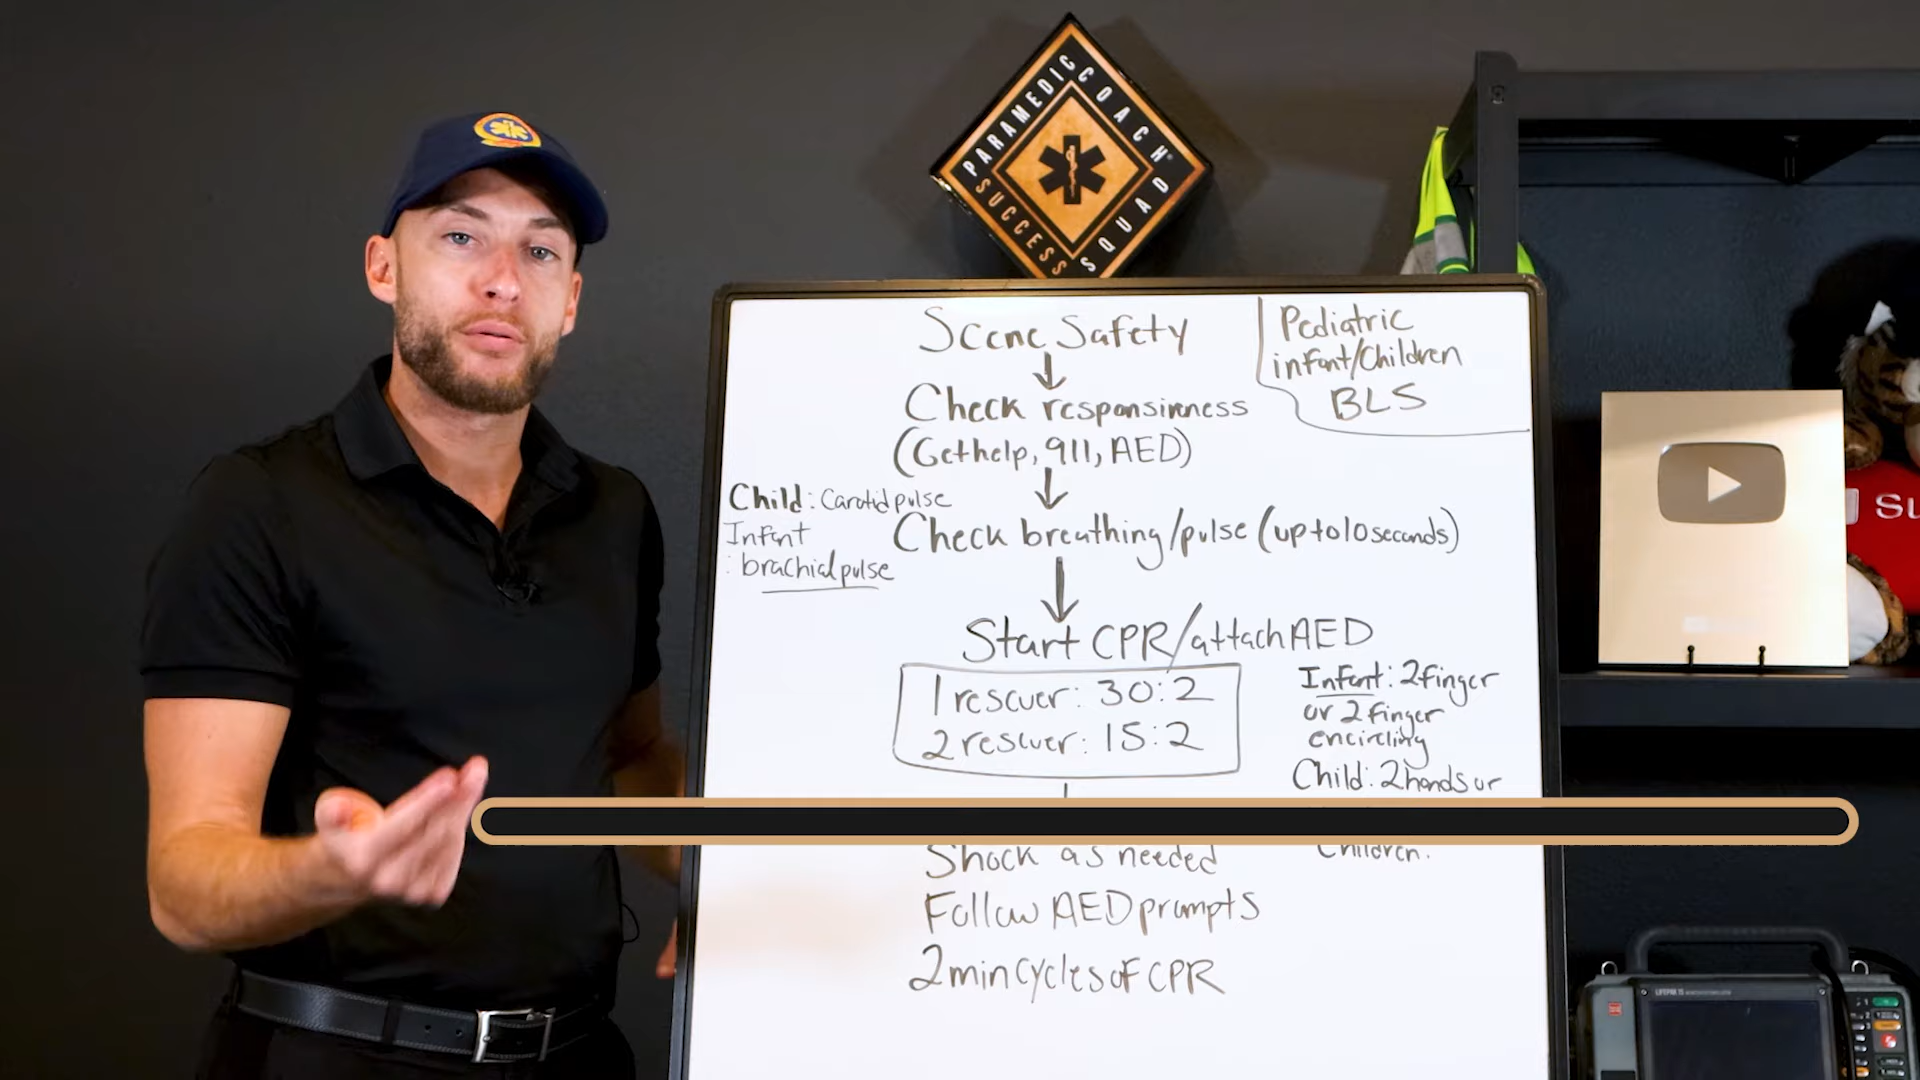 PARAMEDIC COACH
SUCCESS SQUAD
Scene Safety
Pediatric
infant/Children
BLS
Check responsiveness
(Get help, 911, AED)
Child: Carotid pulse
Infant
: brachial pulse
Check breathing/pulse (up to 10 seconds)
Start CPR/attach AED
1 rescuer: 30:2
2 rescuer: 15:2
Infant: 2 finger
or 2 finger
encircling
Child: 2 hands or
Children.
Shock as needed
Follow AED prompts
2 min cycles of CPR
Su
LIFEPAK 15